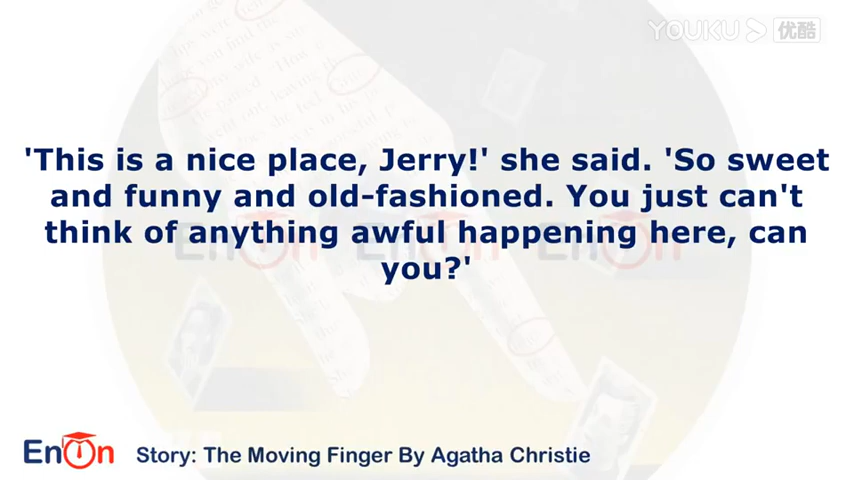 YOUKU 优酷
'This is a nice place, Jerry!' she said. 'So sweet
and funny and old-fashioned. You just can't
think of anything awful happening here, can
you?'
EnOn Story: The Moving Finger By Agatha Christie